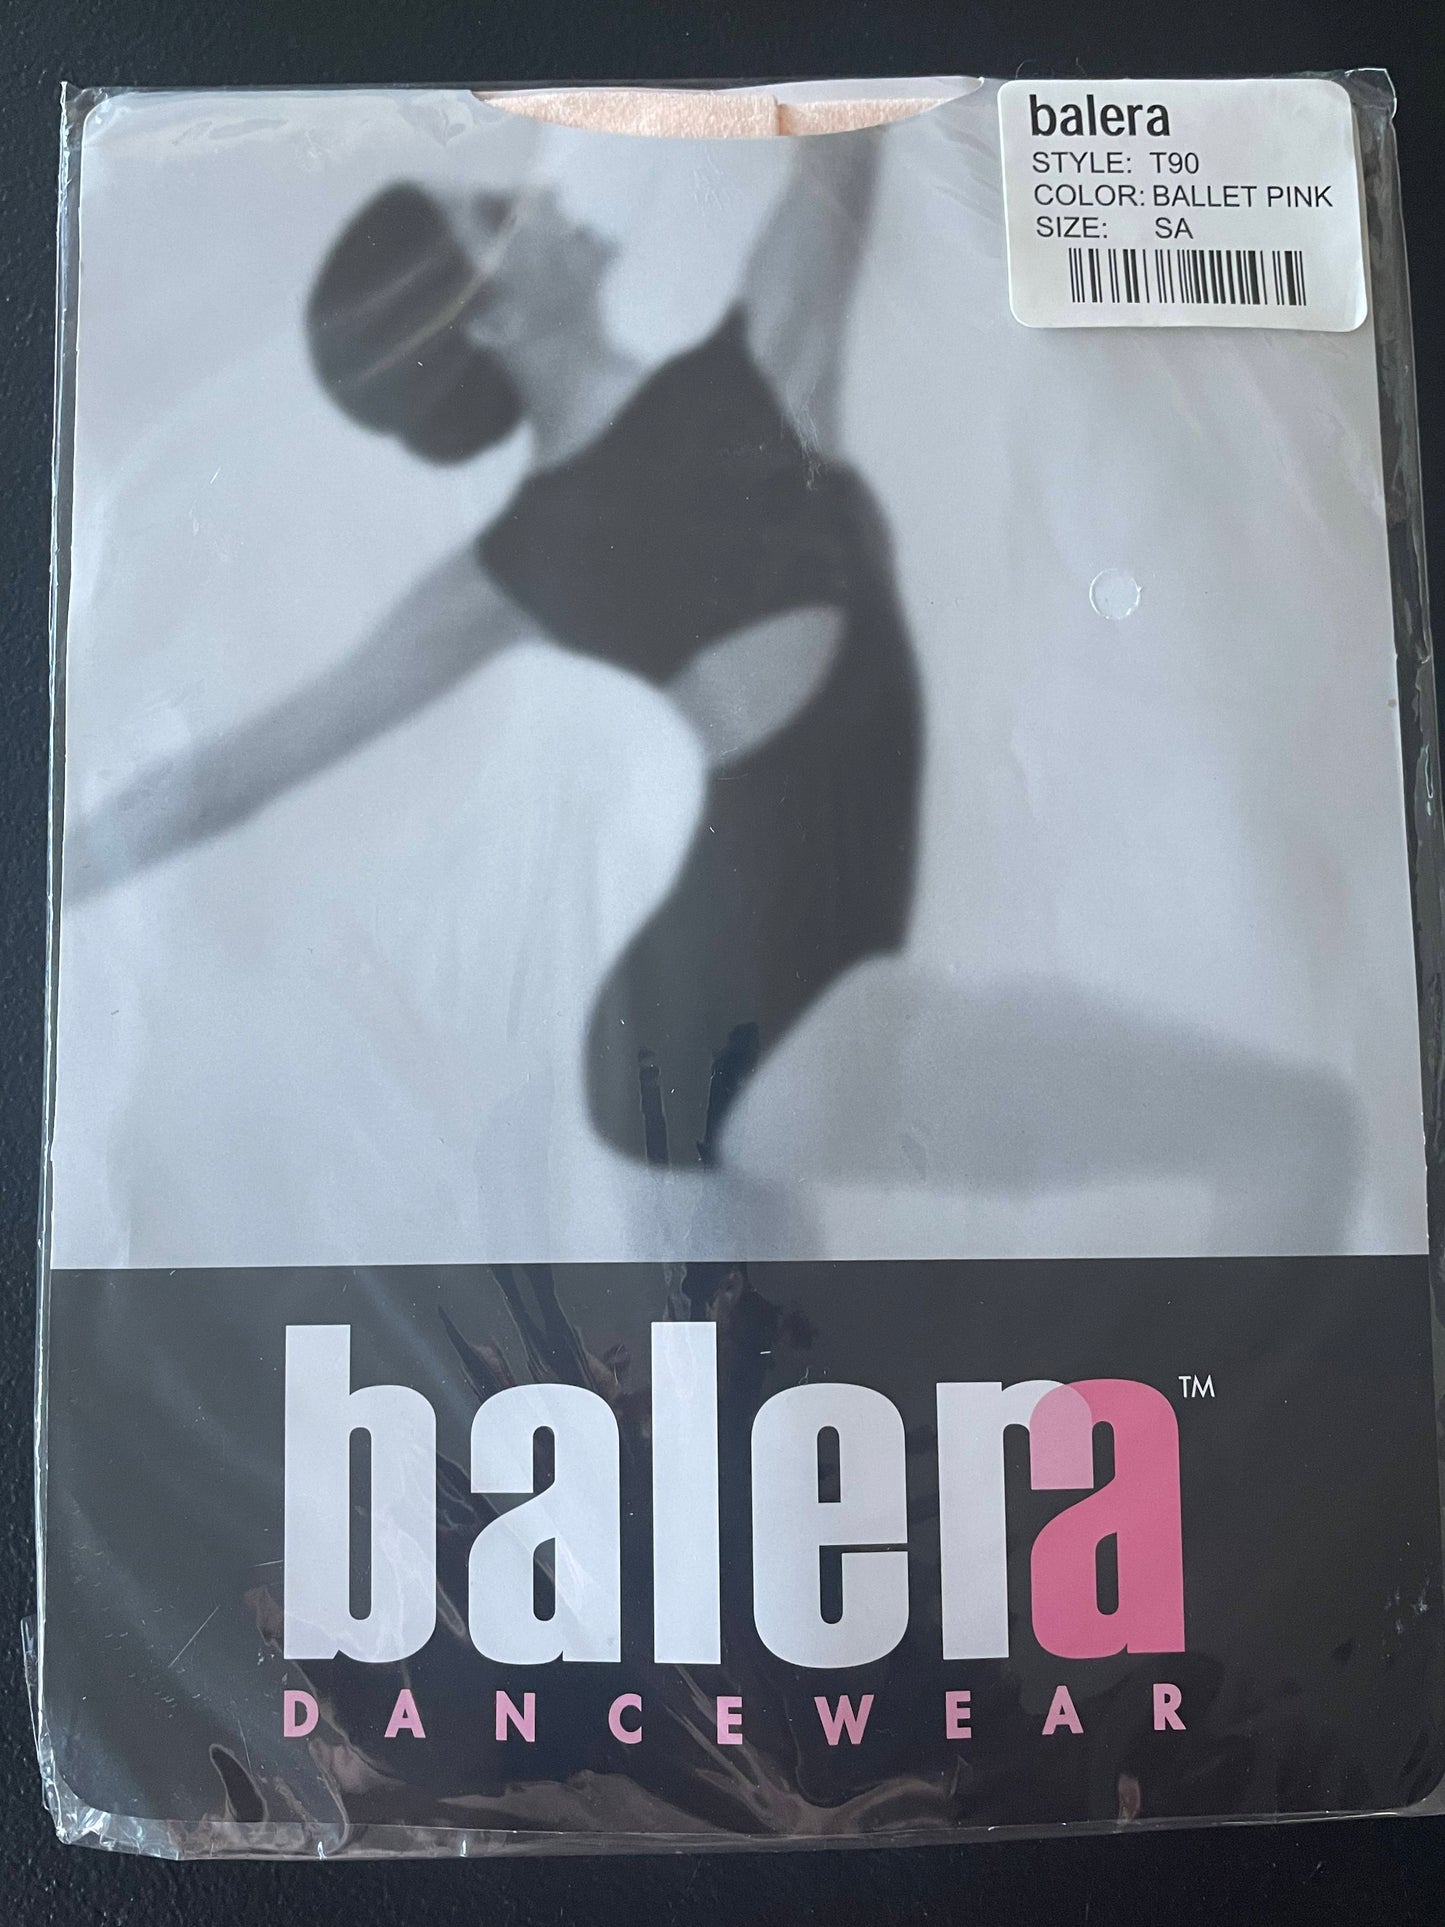 balera
STYLE: T90
COLOR: BALLET PINK
SIZE: SA
balera™
DANCEWEAR